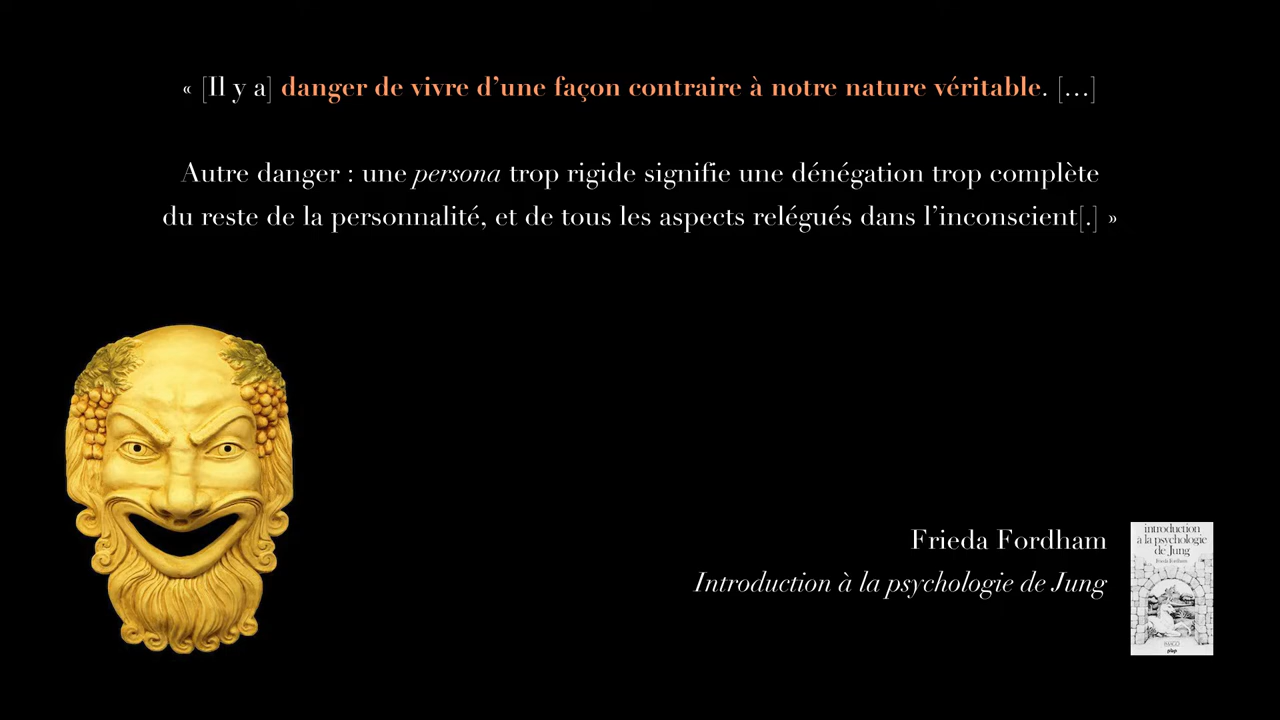 « [Il y a] danger de vivre d’une façon contraire à notre nature véritable. […]
Autre danger : une persona trop rigide signifie une dénégation trop complète
du reste de la personnalité, et de tous les aspects relégués dans l’inconscient[.] »
Frieda Fordham
Introduction à la psychologie de Jung
introduction
à la psychologie
de Jung
Frieda Fordham
IMAGO